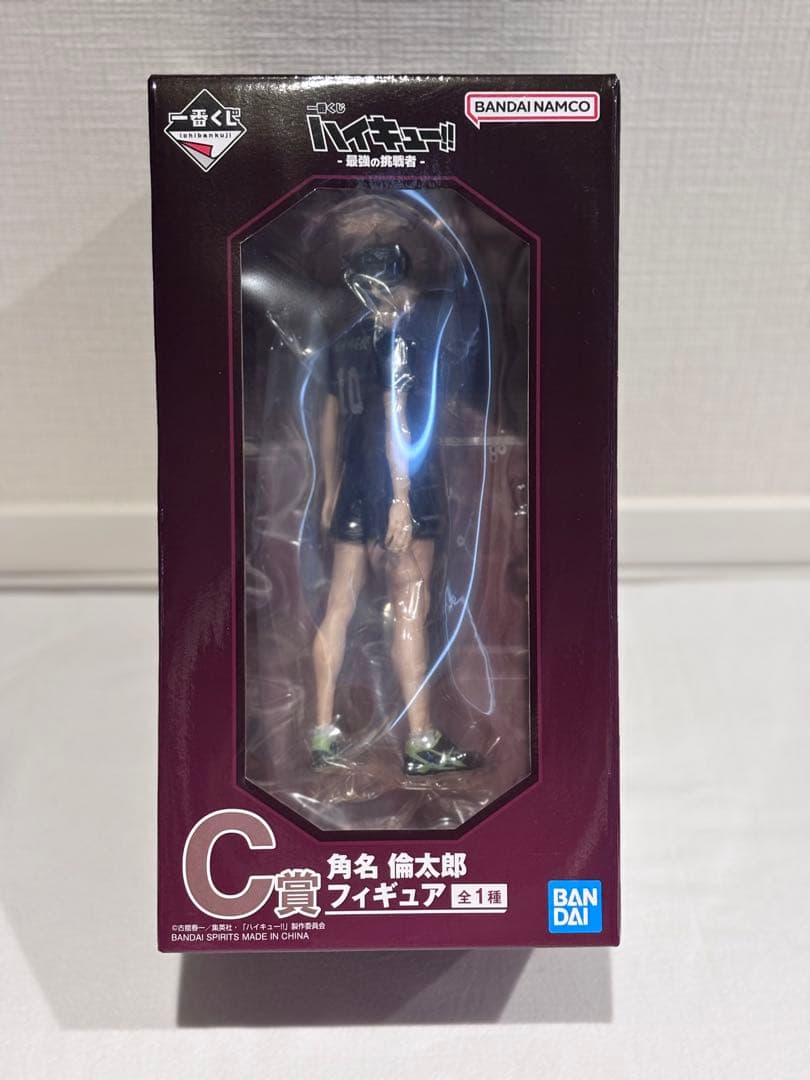 一番くじ
ichibankuji
一番くじ
ハイキュー!!
- 最強の挑戦者 -
BANDAI NAMCO
10
C賞
角名 倫太郎
フィギュア 全1種
BAN
DAI
©古舘春一/集英社・「ハイキュー!!」製作委員会
BANDAI SPIRITS MADE IN CHINA